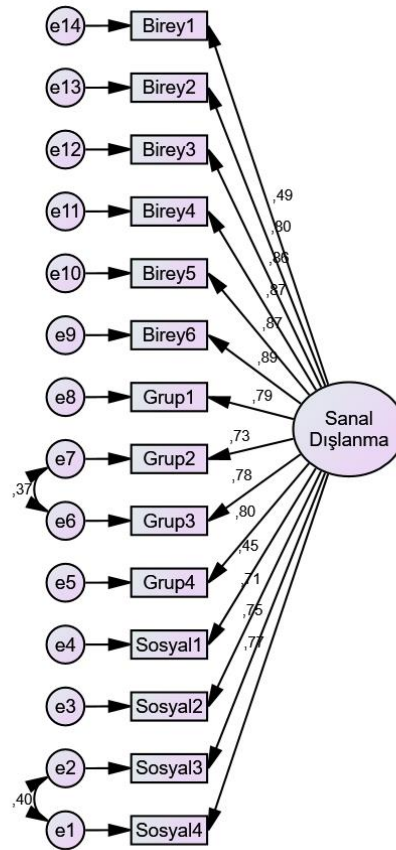 e14 Birey1
e13 Birey2
e12 Birey3
e11 Birey4
,49
,80
,86
,87
e10 Birey5
,87
e9 Birey6
,89
e8 Grup1
,79
Sanal
Dışlanma
e7 Grup2
,73
,37
,78
e6 Grup3
,80
e5 Grup4
,45
e4 Sosyal1
,71
,75
,77
e3 Sosyal2
e2 Sosyal3
,40
e1 Sosyal4